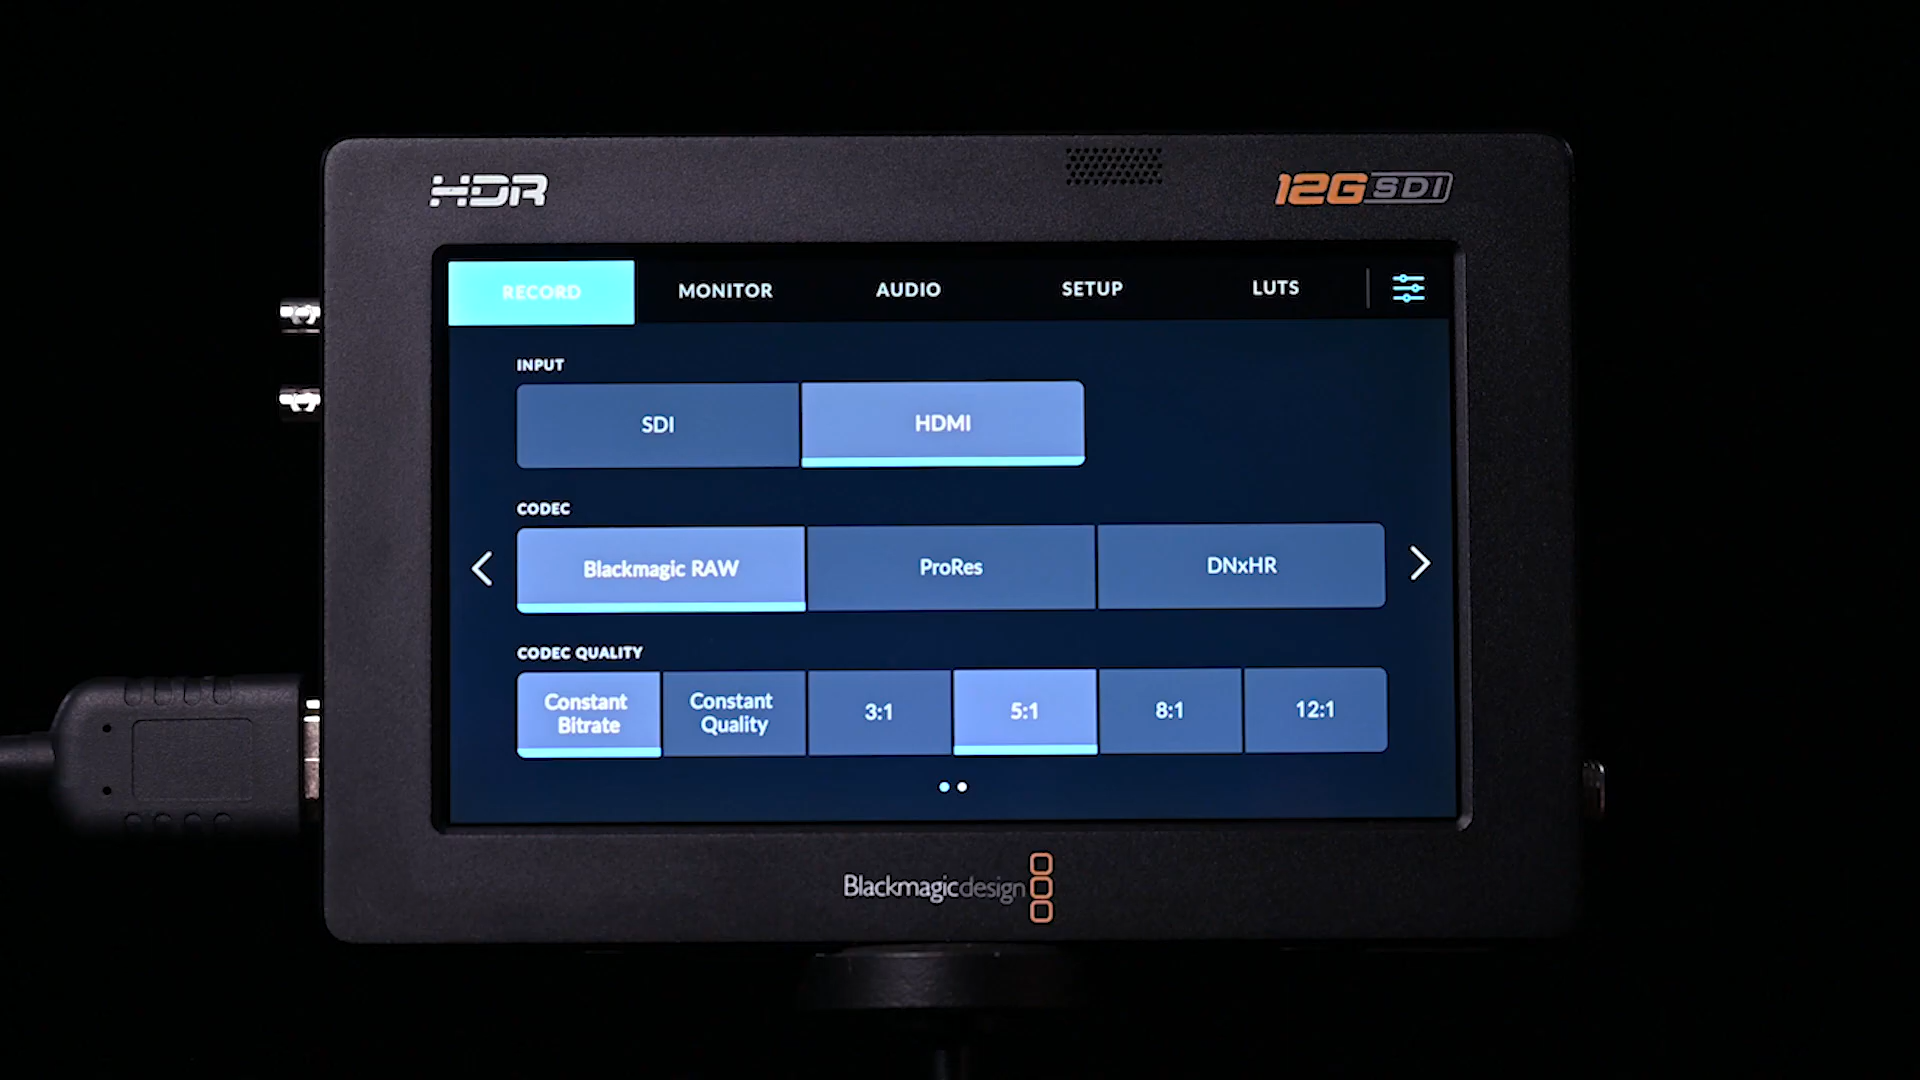 HDR
12G SDI
RECORD MONITOR AUDIO SETUP LUTS
INPUT
SDI HDMI
CODEC
Blackmagic RAW ProRes DNxHR
CODEC QUALITY
Constant Bitrate Constant Quality 3:1 5:1 8:1 12:1
Blackmagicdesign